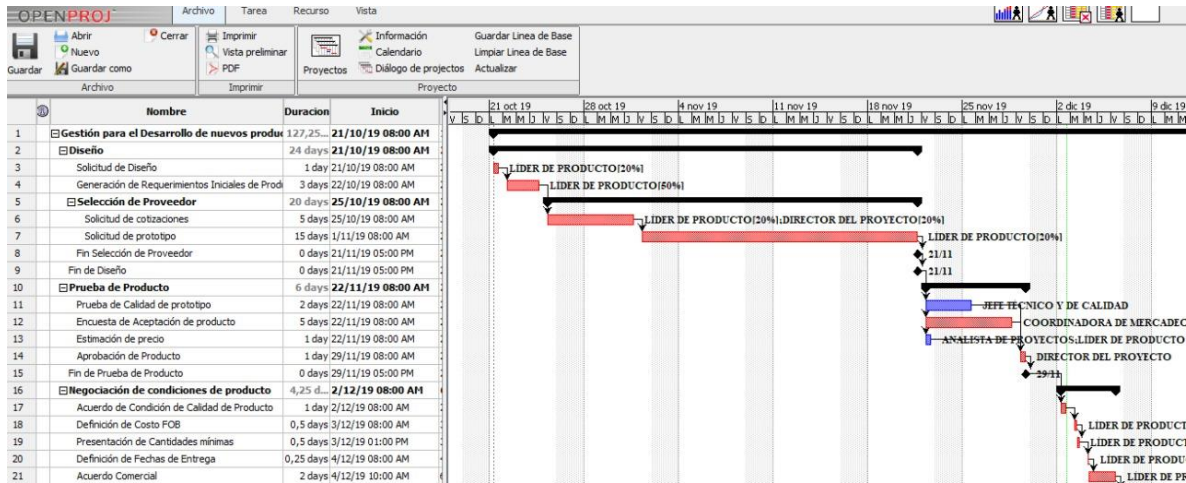 OPENPROJ Archivo Tarea Recurso Vista
Guardar
Abrir
Nuevo
Guardar como
Cerrar
Archivo
Imprimir
Vista preliminar
PDF
Imprimir
Proyectos
Información
Calendario
Diálogo de projectos
Guardar Linea de Base
Limpiar Linea de Base
Actualizar
Proyecto
Nombre Duracion Inicio
21 oct 19 28 oct 19 4 nov 19 11 nov 19 18 nov 19 25 nov 19 2 dic 19 9 dic 19
V S D L M M J V S D L M M J V S D L M M J V S D L M M J V S D L M M J V S D L M M J V S D L M M J V S D L M M
1 Gestión para el Desarrollo de nuevos produ 127,25... 21/10/19 08:00 AM
2 Diseño 24 days 21/10/19 08:00 AM
3 Solicitud de Diseño 1 day 21/10/19 08:00 AM LIDER DE PRODUCTO[20%]
4 Generación de Requerimientos Iniciales de Prod 3 days 22/10/19 08:00 AM LIDER DE PRODUCTO[50%]
5 Selección de Proveedor 20 days 25/10/19 08:00 AM
6 Solicitud de cotizaciones 5 days 25/10/19 08:00 AM LIDER DE PRODUCTO[20%];DIRECTOR DEL PROYECTO[20%]
7 Solicitud de prototipo 15 days 1/11/19 08:00 AM LIDER DE PRODUCTO[20%]
8 Fin Selección de Proveedor 0 days 21/11/19 05:00 PM 21/11
9 Fin de Diseño 0 days 21/11/19 05:00 PM 21/11
10 Prueba de Producto 6 days 22/11/19 08:00 AM
11 Prueba de Calidad de prototipo 2 days 22/11/19 08:00 AM JEFE TECNICO Y DE CALIDAD
12 Encuesta de Aceptación de producto 5 days 22/11/19 08:00 AM COORDINADORA DE MERCADEO
13 Estimación de precio 1 day 22/11/19 08:00 AM ANALISTA DE PROYECTOS;LIDER DE PRODUCTO
14 Aprobación de Producto 1 day 29/11/19 08:00 AM DIRECTOR DEL PROYECTO
15 Fin de Prueba de Producto 0 days 29/11/19 05:00 PM 29/11
16 Negociación de condiciones de producto 4,25 d... 2/12/19 08:00 AM
17 Acuerdo de Condición de Calidad de Producto 1 day 2/12/19 08:00 AM
18 Definición de Costo FOB 0,5 days 3/12/19 08:00 AM LIDER DE PRODUCT
19 Presentación de Cantidades mínimas 0,5 days 3/12/19 01:00 PM LIDER DE PRODUCT
20 Definición de Fechas de Entrega 0,25 days 4/12/19 08:00 AM LIDER DE PRODU
21 Acuerdo Comercial 2 days 4/12/19 10:00 AM LIDER DE PR